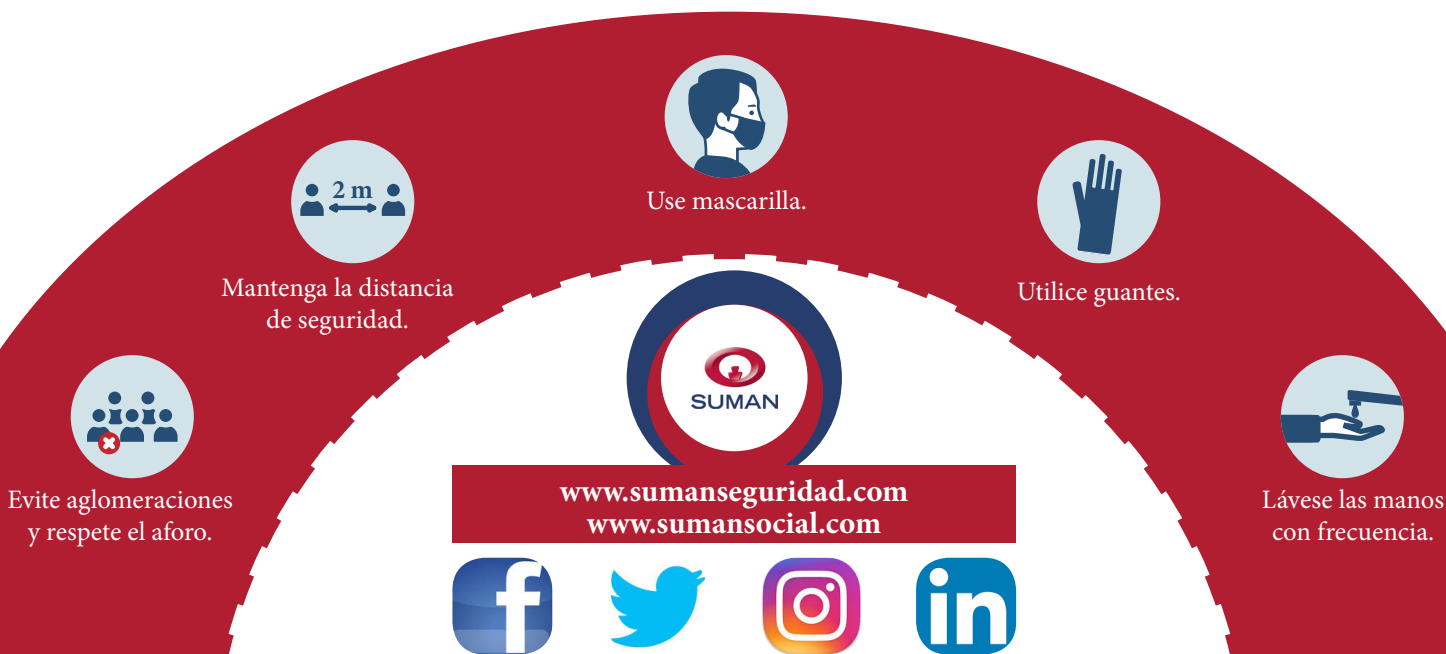 Evite aglomeraciones
y respete el aforo.
2 m
Mantenga la distancia
de seguridad.
Use mascarilla.
Utilice guantes.
Lávese las manos
con frecuencia.
SUMAN
www.sumanseguridad.com
www.sumansocial.com
f
in